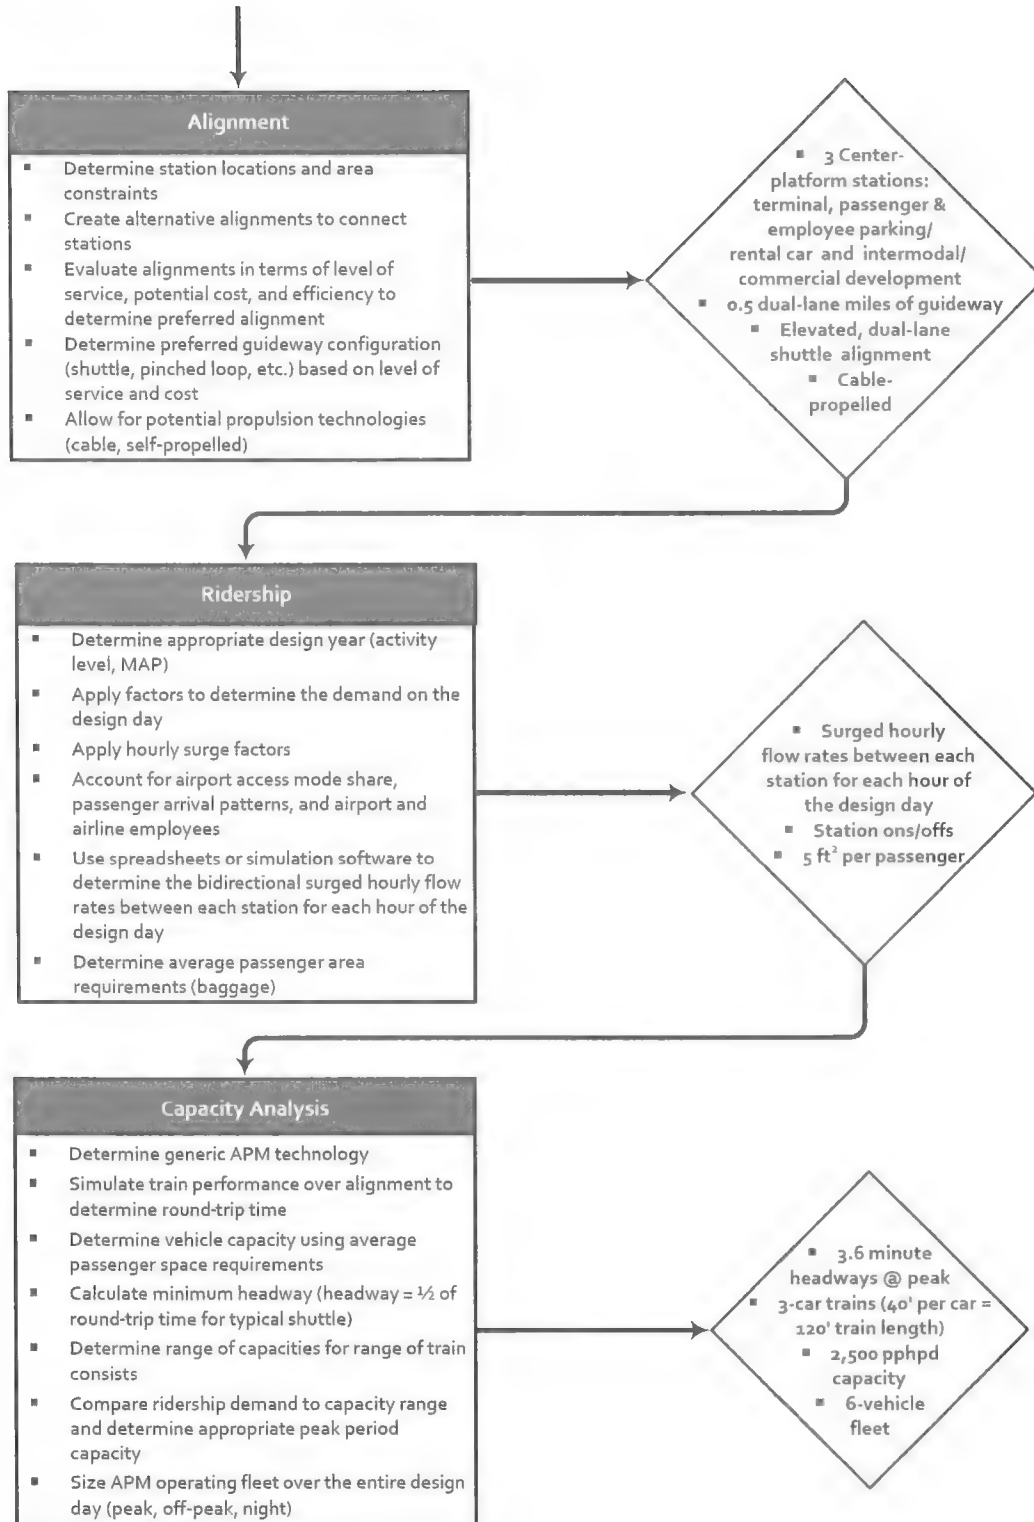 Alignment
▪ Determine station locations and area
constraints
▪ Create alternative alignments to connect
stations
▪ Evaluate alignments in terms of level of
service, potential cost, and efficiency to
determine preferred alignment
▪ Determine preferred guideway configuration
(shuttle, pinched loop, etc.) based on level of
service and cost
▪ Allow for potential propulsion technologies
(cable, self-propelled)
▪ 3 Center-
platform stations:
terminal, passenger &
employee parking/
rental car and intermodal/
commercial development
▪ 0.5 dual-lane miles of guideway
▪ Elevated, dual-lane
shuttle alignment
▪ Cable-
propelled
Ridership
▪ Determine appropriate design year (activity
level, MAP)
▪ Apply factors to determine the demand on the
design day
▪ Apply hourly surge factors
▪ Account for airport access mode share,
passenger arrival patterns, and airport and
airline employees
▪ Use spreadsheets or simulation software to
determine the bidirectional surged hourly flow
rates between each station for each hour of the
design day
▪ Determine average passenger area
requirements (baggage)
▪ Surged hourly
flow rates between each
station for each hour of
the design day
▪ Station ons/offs
▪ 5 ft² per passenger
Capacity Analysis
▪ Determine generic APM technology
▪ Simulate train performance over alignment to
determine round-trip time
▪ Determine vehicle capacity using average
passenger space requirements
▪ Calculate minimum headway (headway = ½ of
round-trip time for typical shuttle)
▪ Determine range of capacities for range of train
consists
▪ Compare ridership demand to capacity range
and determine appropriate peak period
capacity
▪ Size APM operating fleet over the entire design
day (peak, off-peak, night)
▪ 3.6 minute
headways @ peak
▪ 3-car trains (40' per car =
120' train length)
▪ 2,500 pphpd
capacity
▪ 6-vehicle
fleet